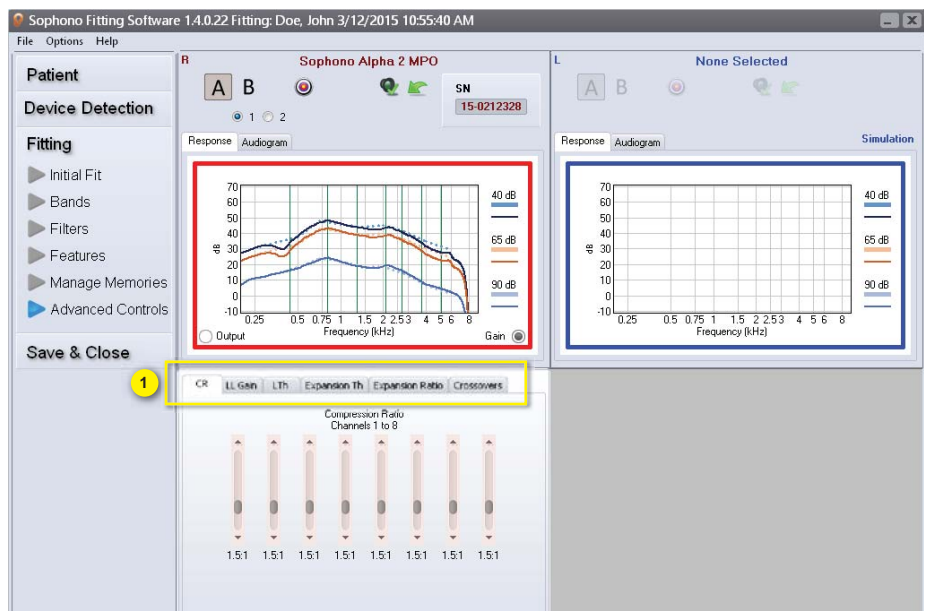 Sophono Fitting Software 1.4.0.22 Fitting: Doe, John 3/12/2015 10:55:40 AM
File Options Help
Patient
Device Detection
Fitting
Initial Fit
Bands
Filters
Features
Manage Memories
Advanced Controls
Save & Close
R
Sophono Alpha 2 MPO
A B
1 2
SN
15-0212328
Response Audiogram
70
60
50
40
30
20
10
0
-10
dB
0.25 0.5 0.75 1 1.5 2 2.5 3 4 5 6 8
Frequency (kHz)
Output
Gain
40 dB
65 dB
90 dB
L
None Selected
A B
Response Audiogram
Simulation
70
60
50
40
30
20
10
0
-10
dB
0.25 0.5 0.75 1 1.5 2 2.5 3 4 5 6 8
Frequency (kHz)
40 dB
65 dB
90 dB
1
CR LL Gain LTh Expansion Th Expansion Ratio Crossovers
Compression Ratio
Channels 1 to 8
1.5:1 1.5:1 1.5:1 1.5:1 1.5:1 1.5:1 1.5:1 1.5:1